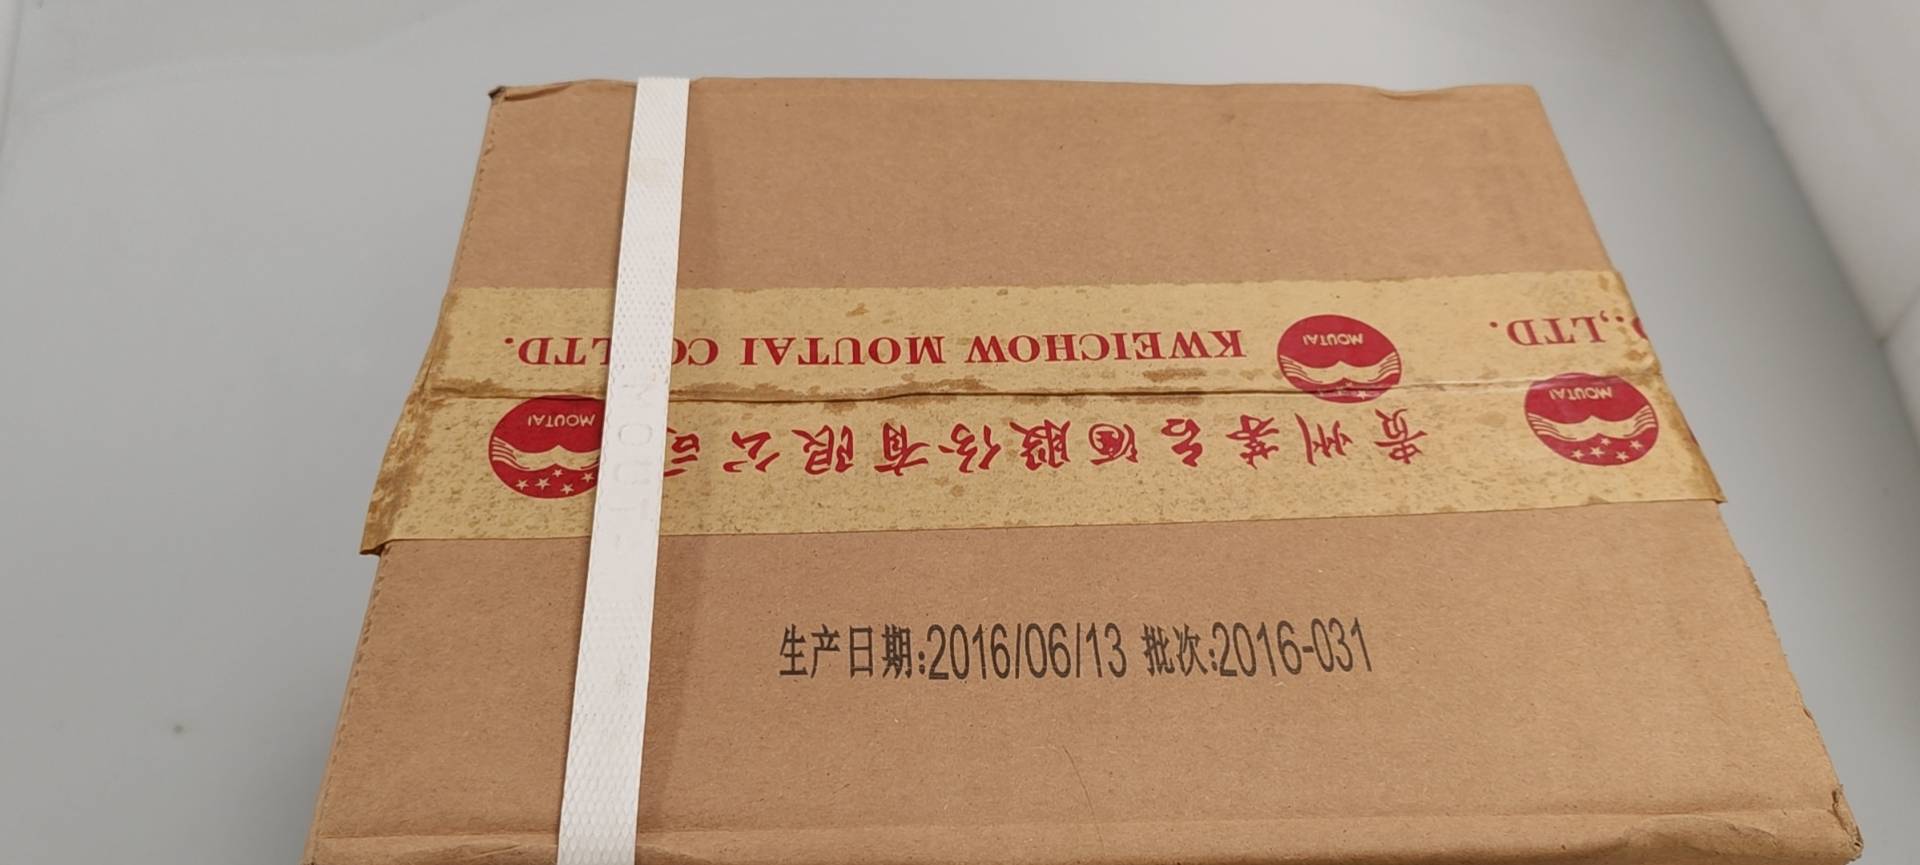 KWEICHOW MOUTAI CO LTD.
MOUTAI
O.,LTD.
贵州茅台酒股份有限公司
MOUTAI
MOUTAI
MOUT
生产日期:2016/06/13 批次:2016-031